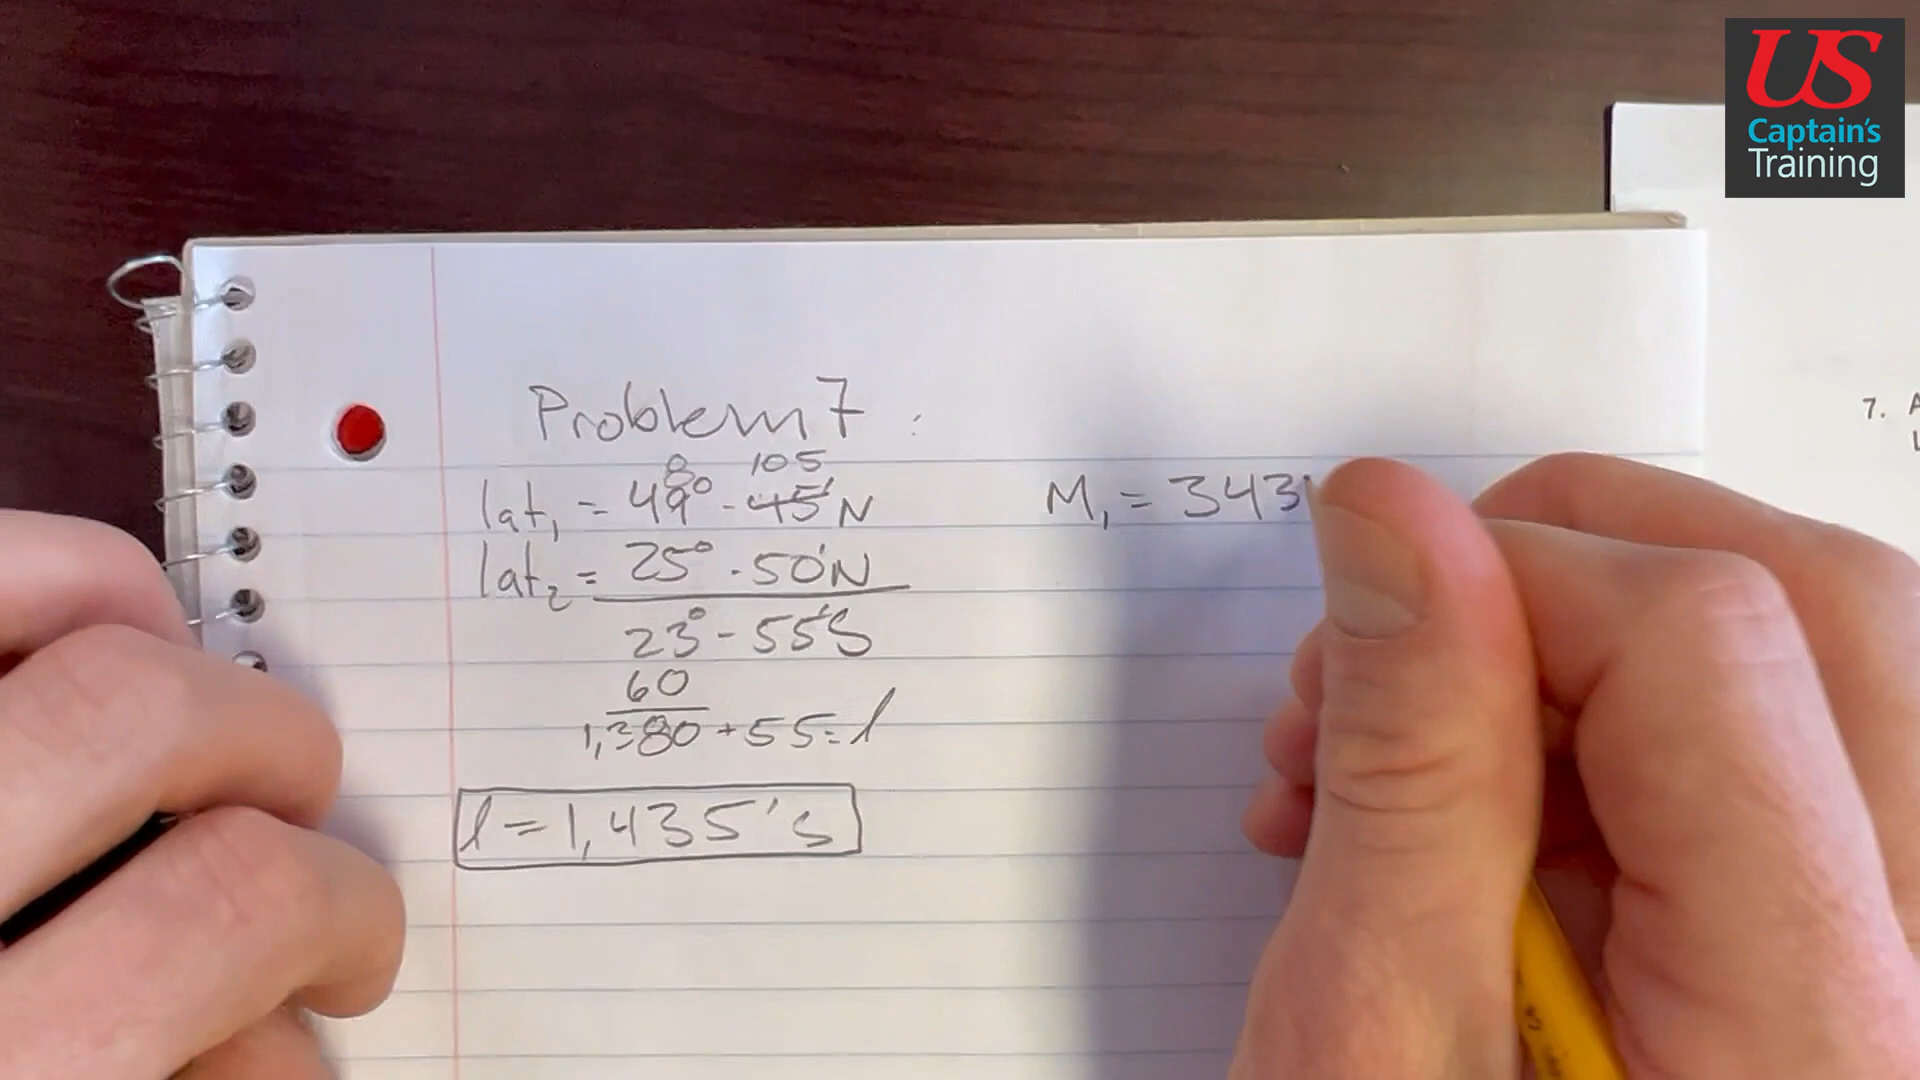 US
Captain's
Training
7. A
L
Problem 7 :
8 105
lat₁ = 49° - 45' N
lat₂ = 25° - 50' N
23° - 55' S
60
1,380 + 55 = l
l = 1,435' s
M₁ = 343